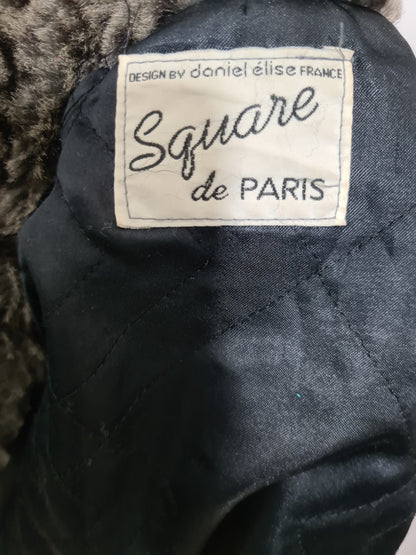 DESIGN BY daniel élise FRANCE
Square
de PARIS